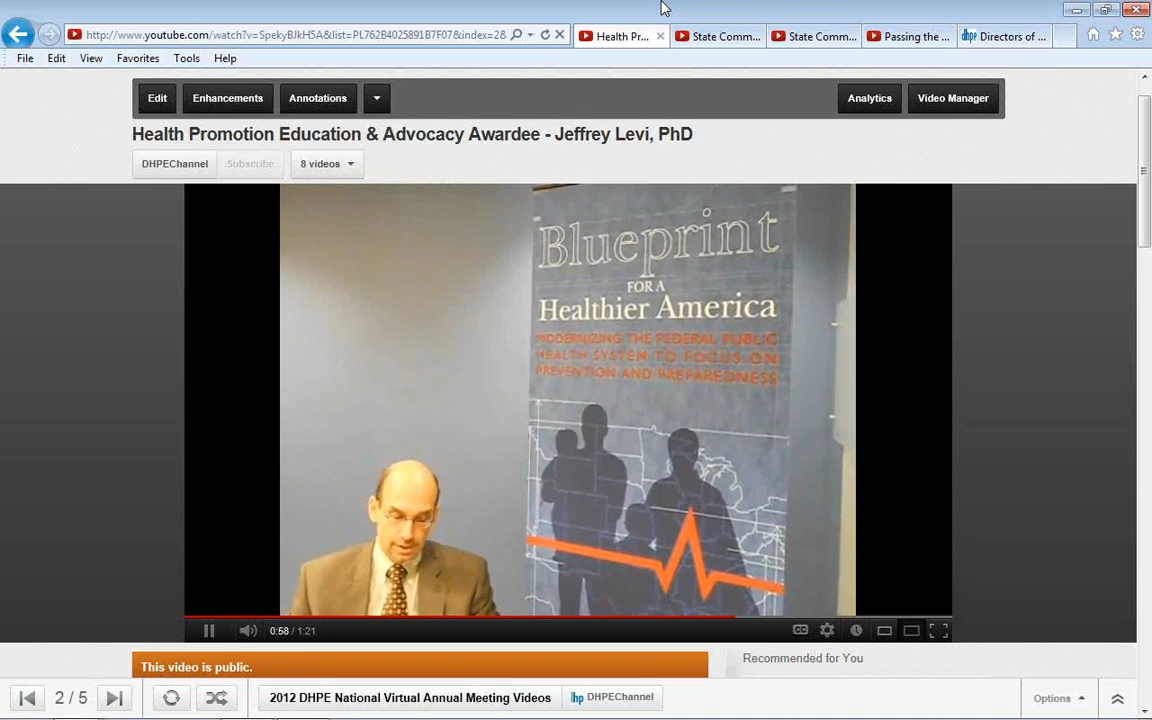 http://www.youtube.com/watch?v=SpekyBJkH5A&list=PL762B4025891B7F07&index=28
Health Pr...
State Comm...
State Comm...
Passing the ...
dhpe Directors of ...
File Edit View Favorites Tools Help
Edit Enhancements Annotations Analytics Video Manager
Health Promotion Education & Advocacy Awardee - Jeffrey Levi, PhD
DHPEChannel Subscribe 8 videos
Blueprint
FOR A
Healthier America
MODERNIZING THE FEDERAL PUBLIC
HEALTH SYSTEM TO FOCUS ON
PREVENTION AND PREPAREDNESS
0:58 / 1:21 CC
This video is public.
Recommended for You
2 / 5 2012 DHPE National Virtual Annual Meeting Videos hp DHPEChannel Options